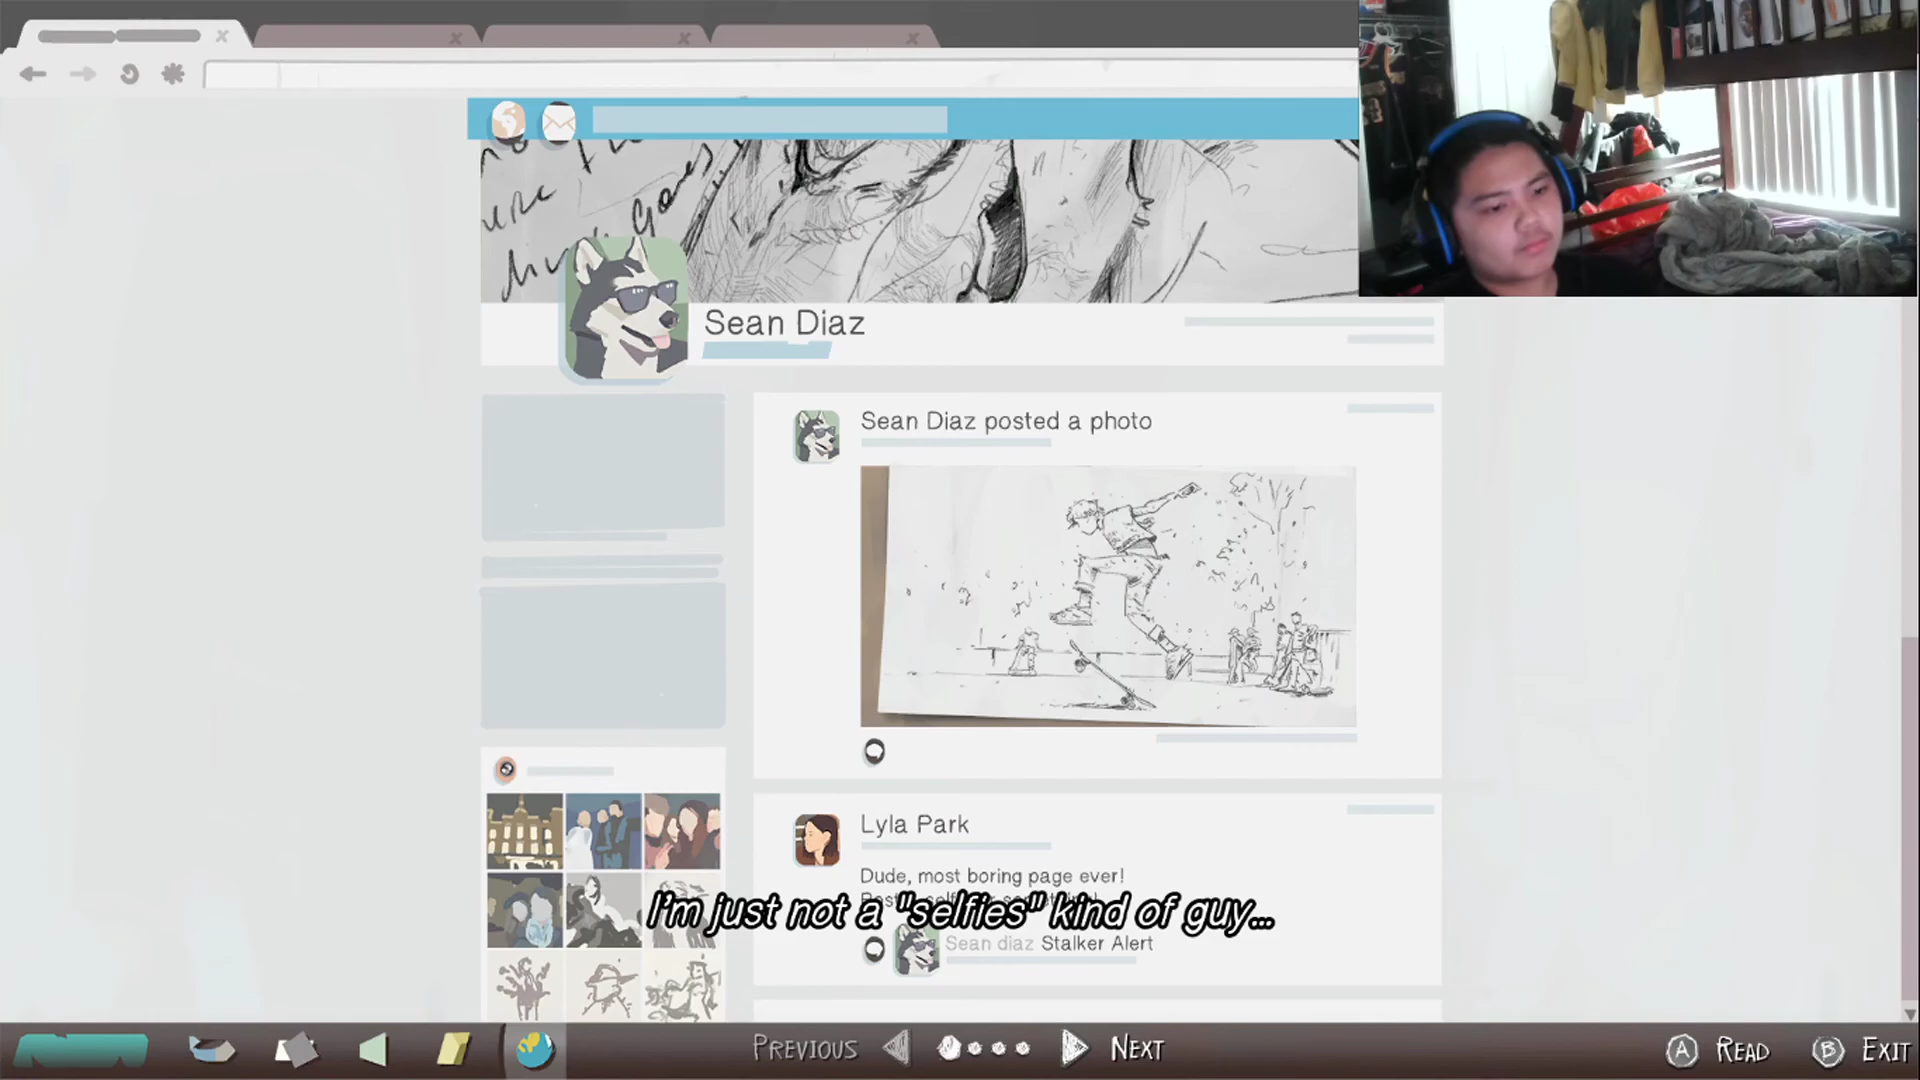 Games
Sean Diaz
Sean Diaz posted a photo
Lyla Park
Dude, most boring page ever!
I'm just not a "selfies" kind of guy...
Sean diaz Stalker Alert
PREVIOUS
NEXT
A READ
B EXIT